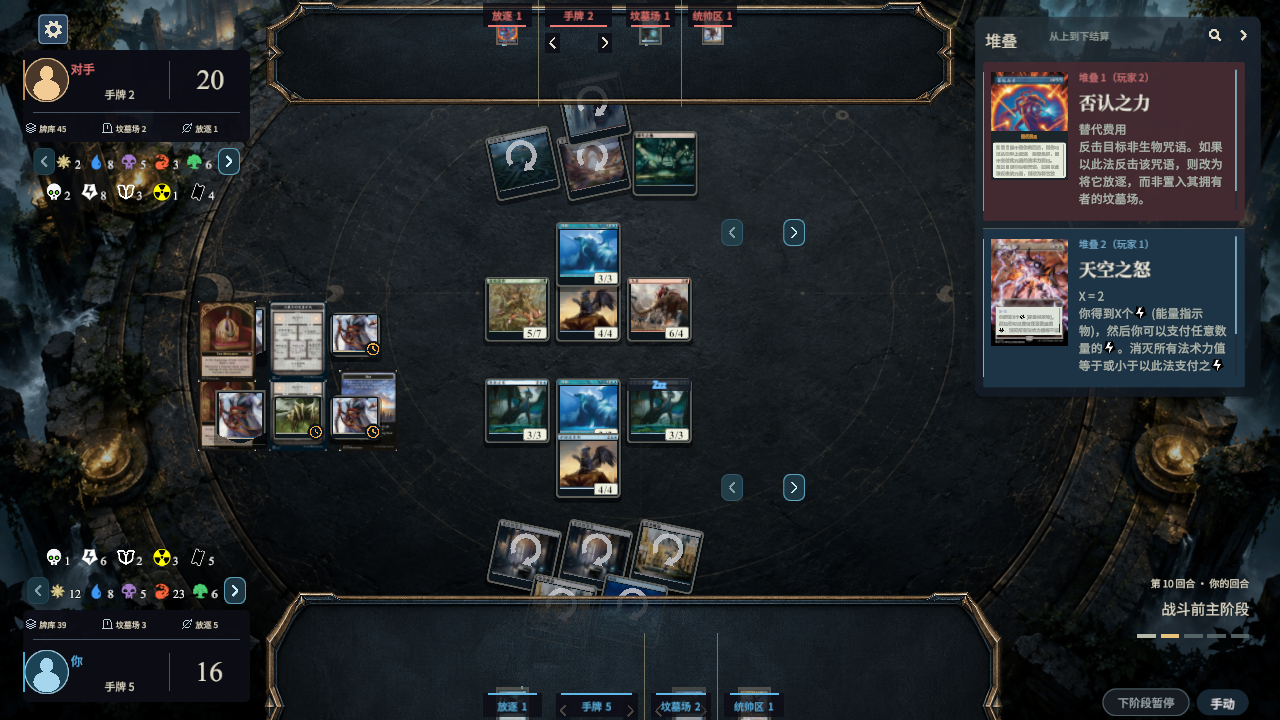 放逐 1
手牌 2
坟墓场 1
统帅区 1
对手
20
手牌 2
牌库 45
坟墓场 2
放逐 1
2
8
5
3
6
2
8
3
1
4
堆叠
从上到下结算
堆叠 1（玩家 2）
否认之力
替代费用
反击目标非生物咒语。如果
以此法反击该咒语，则改为
将它放逐，而非置入其拥有
者的坟墓场。
堆叠 2（玩家 1）
天空之怒
X = 2
你得到X个 (能量指示
物)，然后你可以支付任意数
量的 。消灭所有法术力值
等于或小于以此法支付之
3/3
5/7
4/4
6/4
3/3
Zzz
3/3
4/4
1
6
2
3
5
12
8
5
23
6
牌库 39
坟墓场 3
放逐 5
你
16
手牌 5
第 10 回合 · 你的回合
战斗前主阶段
下阶段暂停
手动
放逐 1
手牌 5
坟墓场 2
统帅区 1